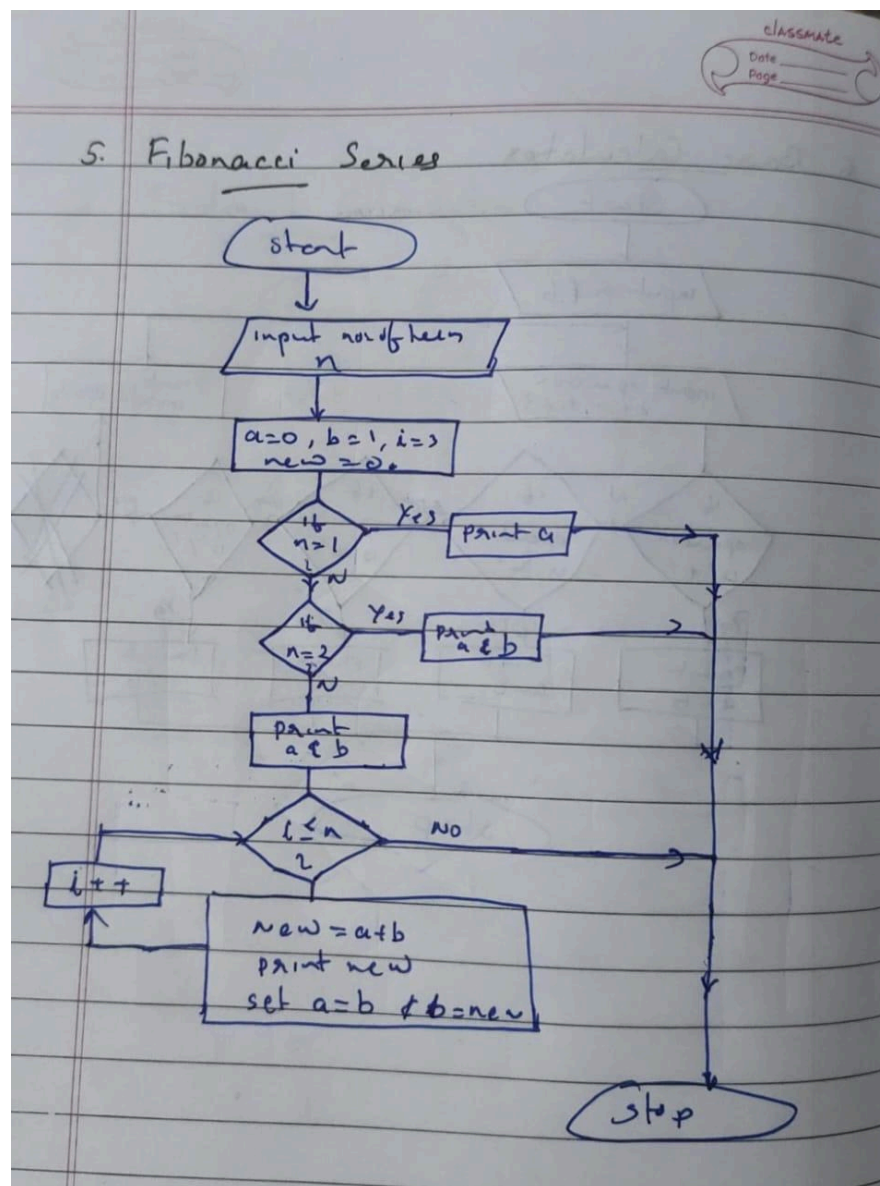 classmate
Date
Page
5. Fibonacci Series
start
input no. of
n
a=0, b=1, i=3
new=0.
if
n=1
?
Yes
print a
N
if
n=2
?
Yes
print
a & b
N
print
a & b
i ≤ n
?
NO
i++
New = a+b
print new
set a=b & b=new
stop